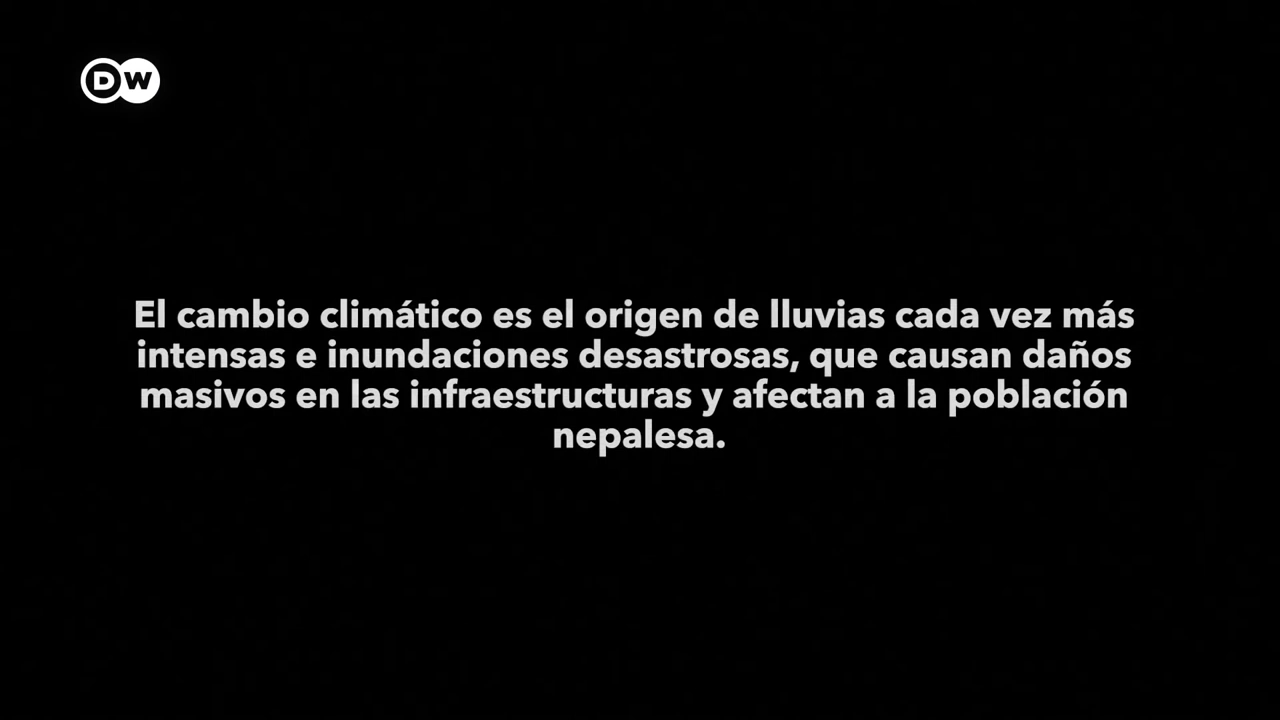 DW
El cambio climático es el origen de lluvias cada vez más
intensas e inundaciones desastrosas, que causan daños
masivos en las infraestructuras y afectan a la población
nepalesa.